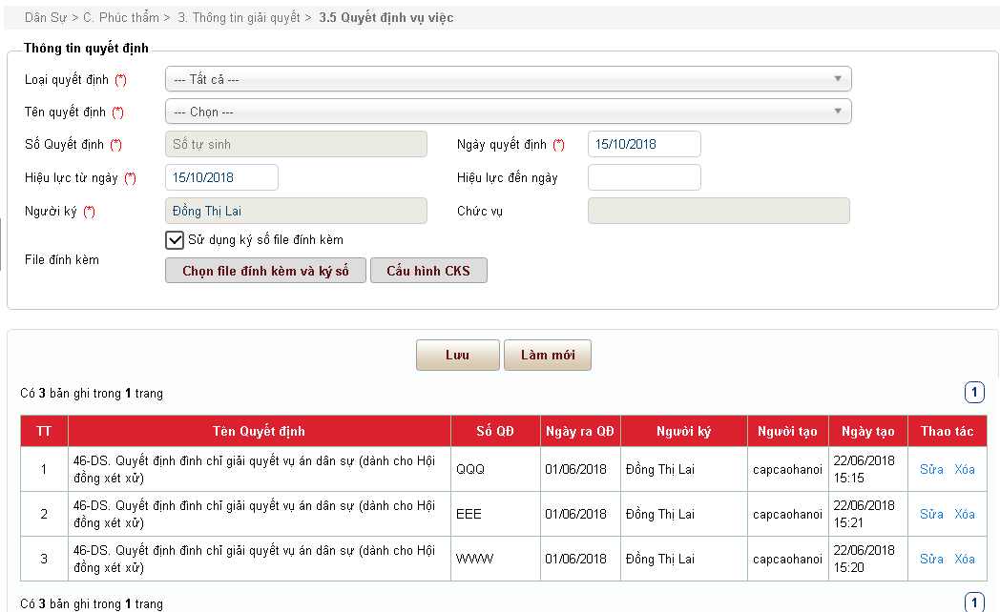 Dân Sự > C. Phúc thẩm > 3. Thông tin giải quyết > 3.5 Quyết định vụ việc
Thông tin quyết định
Loại quyết định (*) --- Tất cả ---
Tên quyết định (*) --- Chọn ---
Số Quyết định (*) Số tự sinh Ngày quyết định (*) 15/10/2018
Hiệu lực từ ngày (*) 15/10/2018 Hiệu lực đến ngày
Người ký (*) Đồng Thị Lai Chức vụ
Sử dụng ký số file đính kèm
File đính kèm
Chọn file đính kèm và ký số Cấu hình CKS
Lưu Làm mới
Có 3 bản ghi trong 1 trang 1
TT Tên Quyết định Số QĐ Ngày ra QĐ Người ký Người tạo Ngày tạo Thao tác
1 46-DS. Quyết định đình chỉ giải quyết vụ án dân sự (dành cho Hội đồng xét xử) QQQ 01/06/2018 Đồng Thị Lai capcaohanoi 22/06/2018 15:15 Sửa Xóa
2 46-DS. Quyết định đình chỉ giải quyết vụ án dân sự (dành cho Hội đồng xét xử) EEE 01/06/2018 Đồng Thị Lai capcaohanoi 22/06/2018 15:21 Sửa Xóa
3 46-DS. Quyết định đình chỉ giải quyết vụ án dân sự (dành cho Hội đồng xét xử) WWW 01/06/2018 Đồng Thị Lai capcaohanoi 22/06/2018 15:20 Sửa Xóa
Có 3 bản ghi trong 1 trang 1